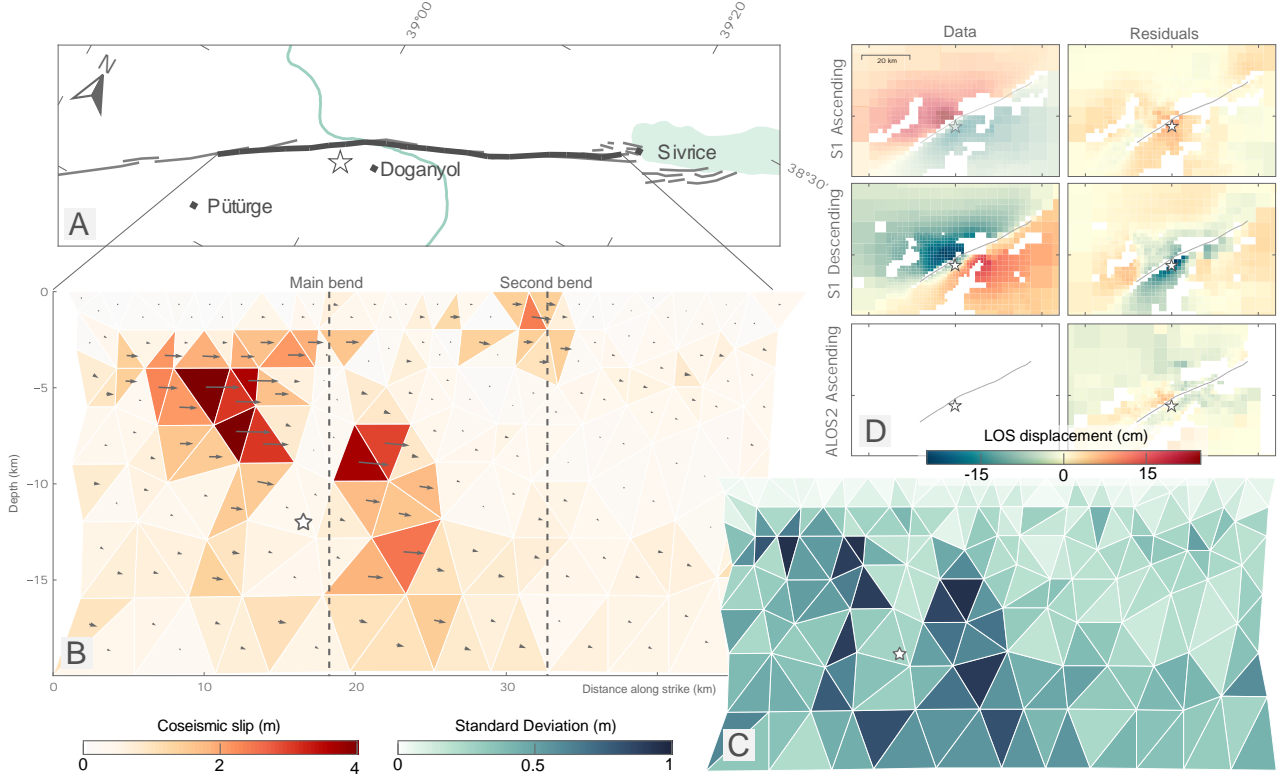 39°00
39°20
N
Sivrice
Doganyol
38°30'
Pütürge
A
Data
Residuals
20 km
S1 Ascending
S1 Descending
ALOS2 Ascending
D
LOS displacement (cm)
-15
0
15
Main bend
Second bend
0
−5
−10
−15
Depth (km)
B
0
10
20
30
Distance along strike (km)
C
Coseismic slip (m)
0
2
4
Standard Deviation (m)
0
0.5
1